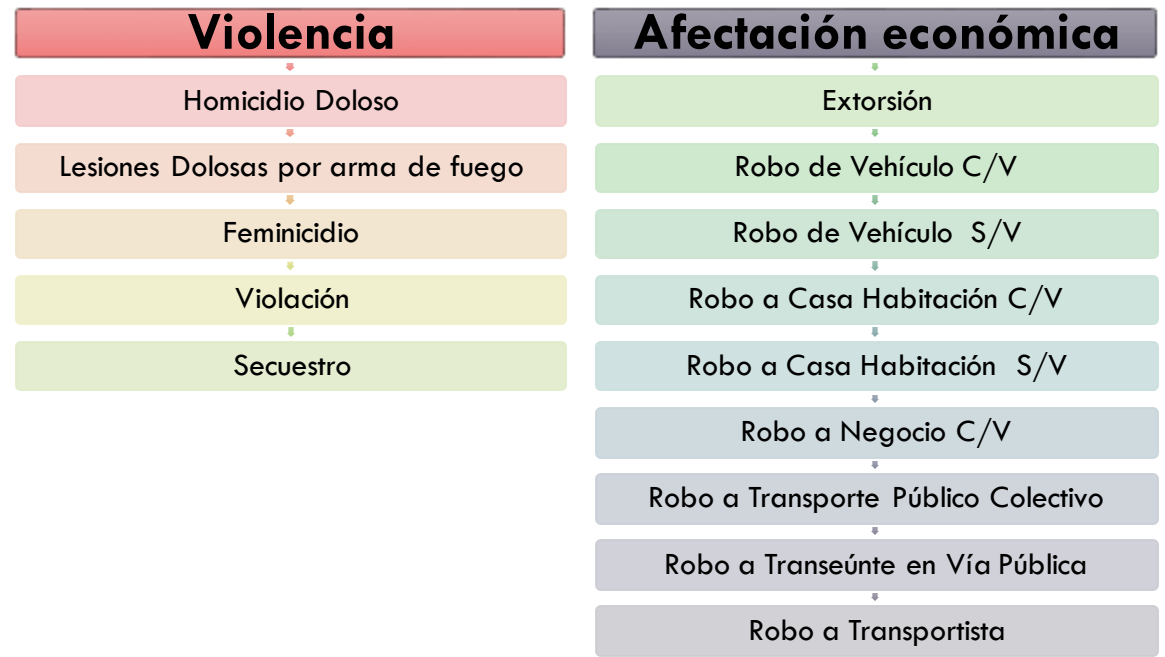 Violencia
Homicidio Doloso
Lesiones Dolosas por arma de fuego
Feminicidio
Violación
Secuestro
Afectación económica
Extorsión
Robo de Vehículo C/V
Robo de Vehículo S/V
Robo a Casa Habitación C/V
Robo a Casa Habitación S/V
Robo a Negocio C/V
Robo a Transporte Público Colectivo
Robo a Transeúnte en Vía Pública
Robo a Transportista